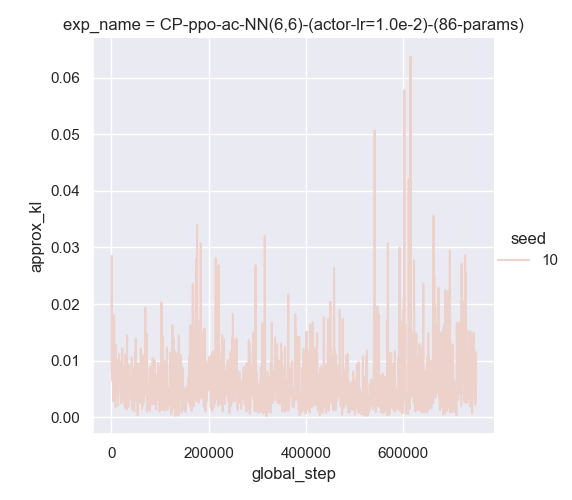 exp_name = CP-ppo-ac-NN(6,6)-(actor-lr=1.0e-2)-(86-params)
0.06
0.05
0.04
0.03
0.02
0.01
0.00
approx_kl
seed
10
0 200000 400000 600000
global_step